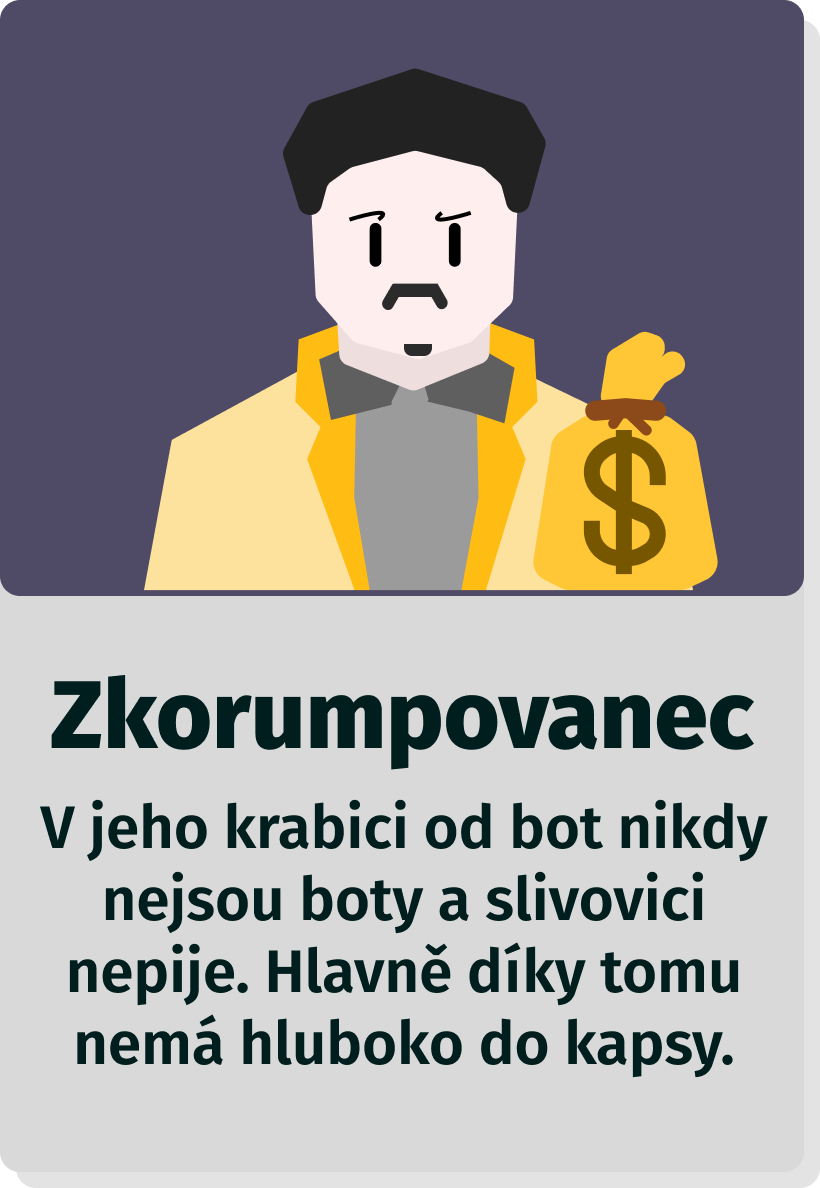 $
Zkorumpovanec
V jeho krabici od bot nikdy
nejsou boty a slivovici
nepije. Hlavně díky tomu
nemá hluboko do kapsy.